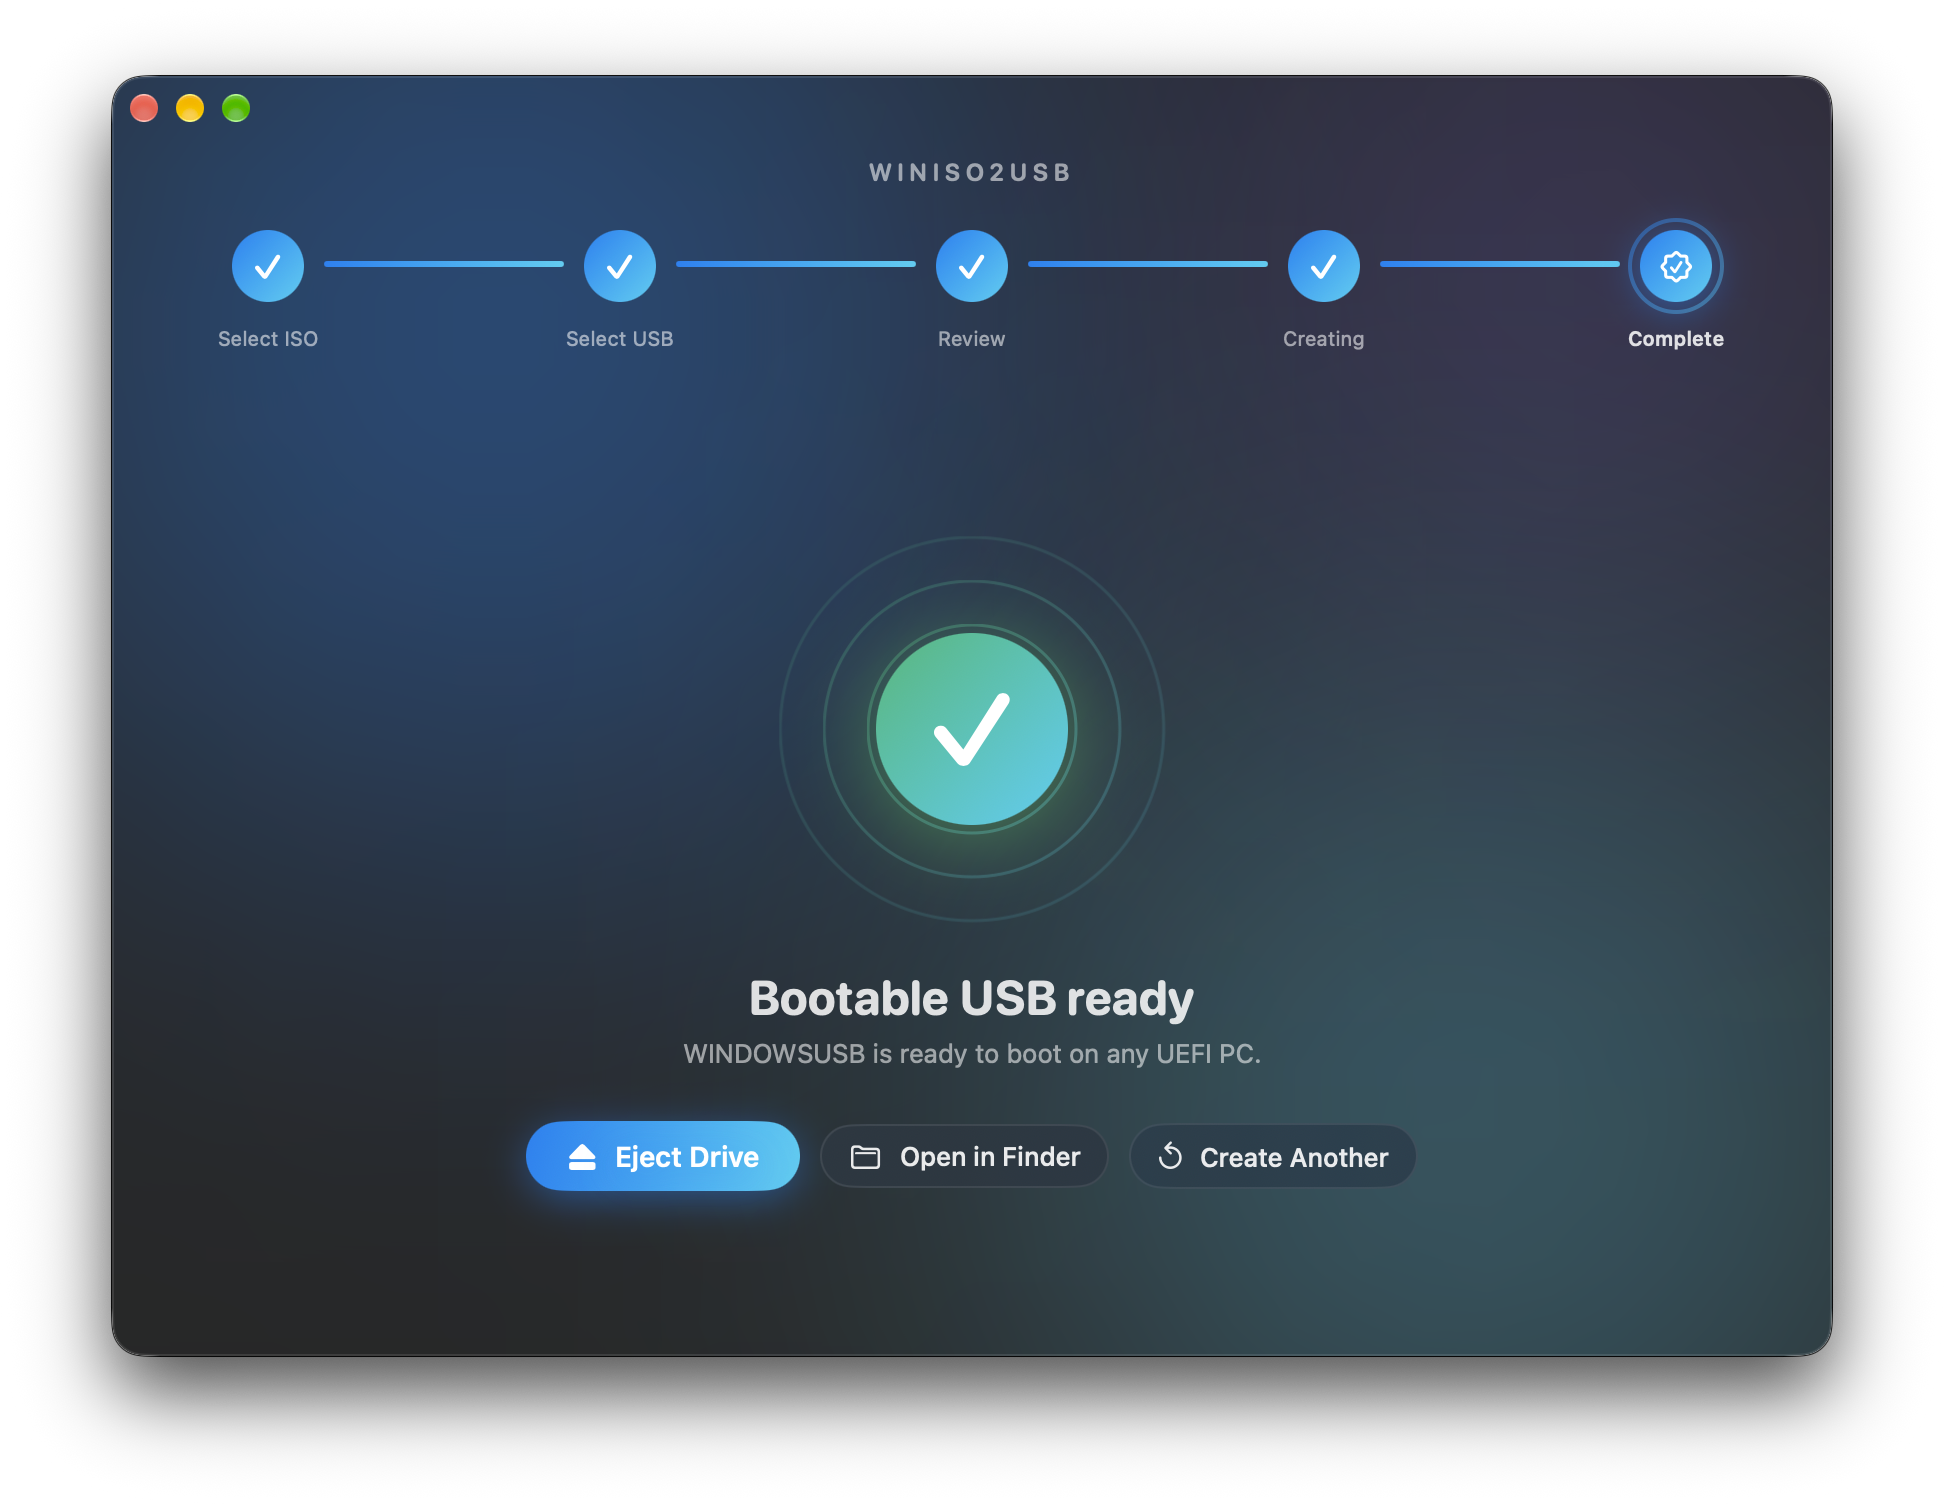 WINISO2USB
Select ISO
Select USB
Review
Creating
Complete
Bootable USB ready
WINDOWSUSB is ready to boot on any UEFI PC.
Eject Drive
Open in Finder
Create Another